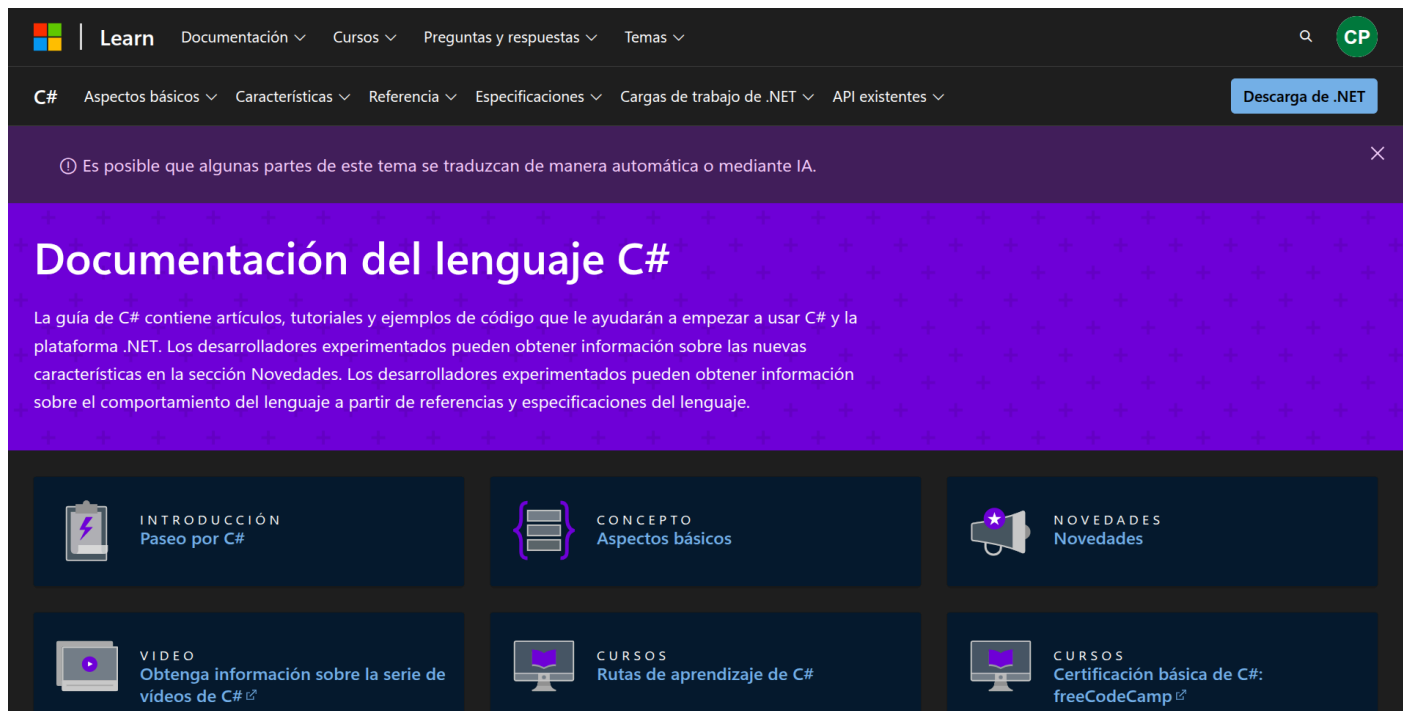 Learn Documentación Cursos Preguntas y respuestas Temas CP
C# Aspectos básicos Características Referencia Especificaciones Cargas de trabajo de .NET API existentes Descarga de .NET
Es posible que algunas partes de este tema se traduzcan de manera automática o mediante IA.
Documentación del lenguaje C#
La guía de C# contiene artículos, tutoriales y ejemplos de código que le ayudarán a empezar a usar C# y la
plataforma .NET. Los desarrolladores experimentados pueden obtener información sobre las nuevas
características en la sección Novedades. Los desarrolladores experimentados pueden obtener información
sobre el comportamiento del lenguaje a partir de referencias y especificaciones del lenguaje.
INTRODUCCIÓN
Paseo por C#
CONCEPTO
Aspectos básicos
NOVEDADES
Novedades
VIDEO
Obtenga información sobre la serie de
vídeos de C#
CURSOS
Rutas de aprendizaje de C#
CURSOS
Certificación básica de C#:
freeCodeCamp